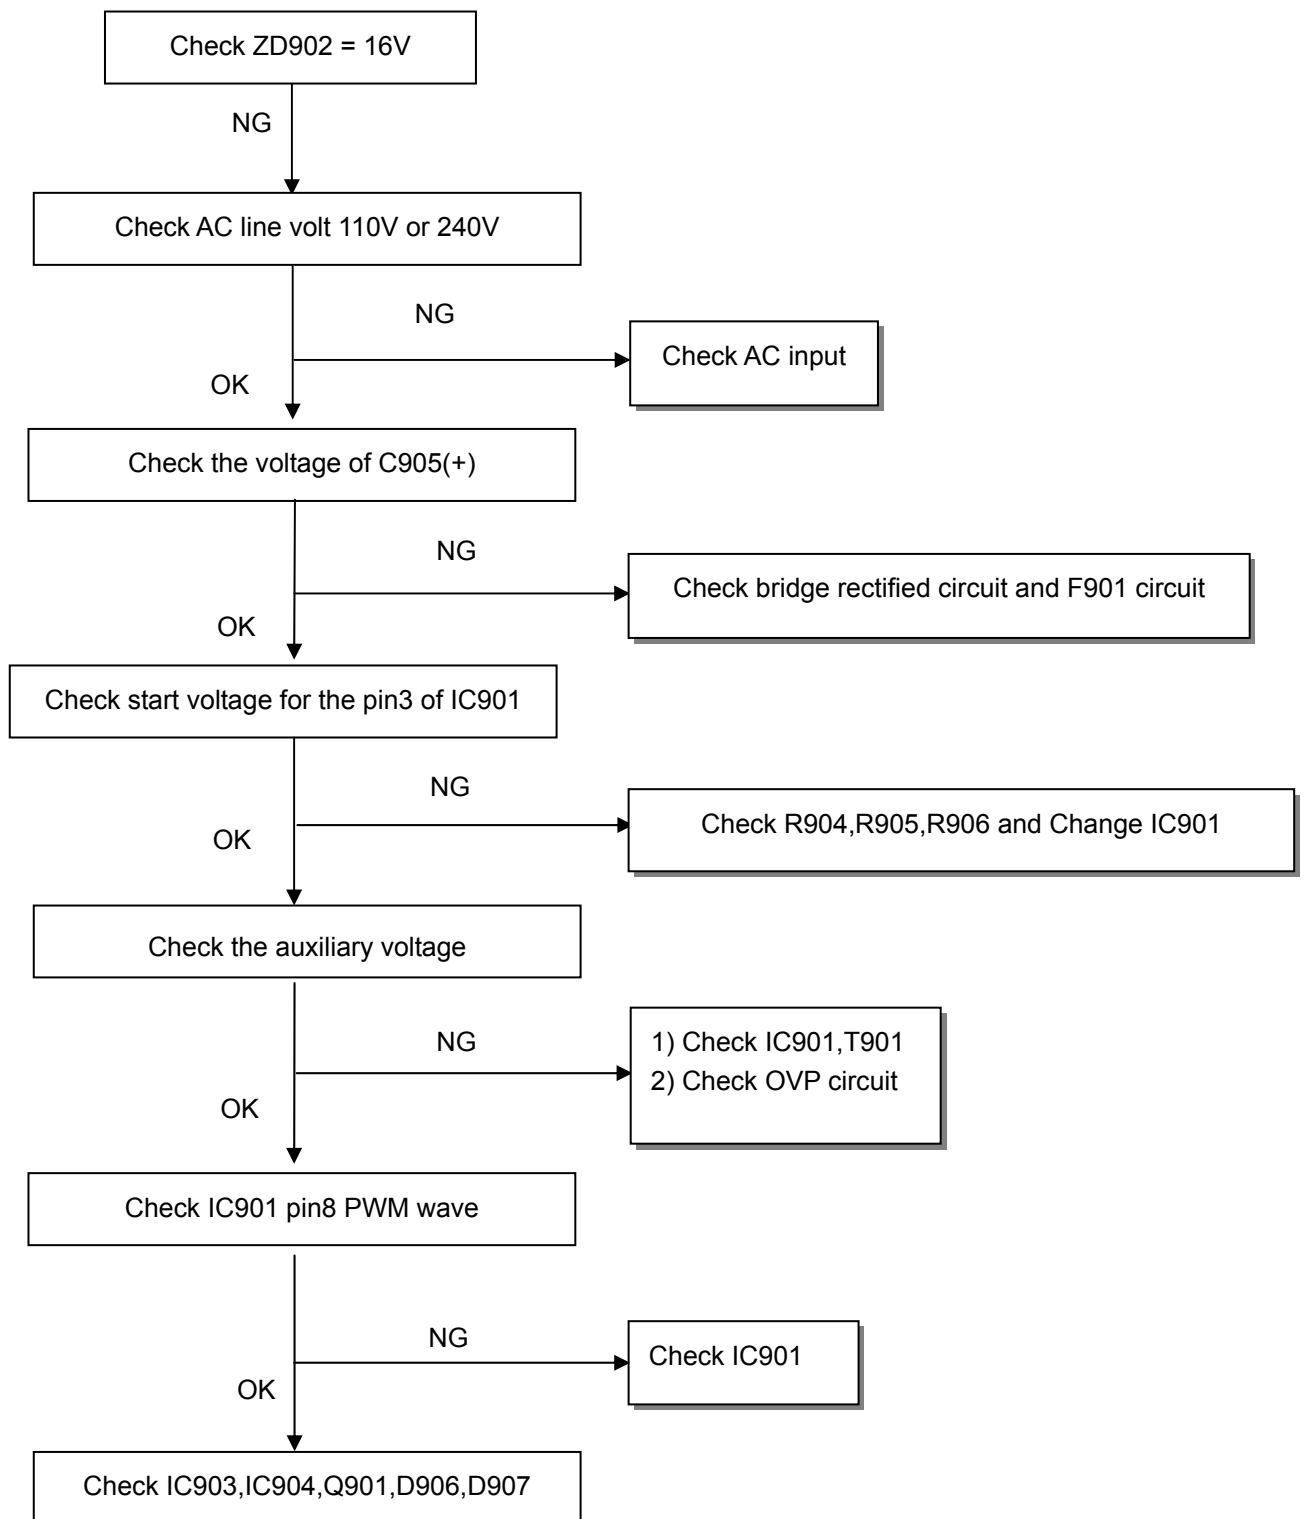 Check ZD902 = 16V
NG
Check AC line volt 110V or 240V
NG
Check AC input
OK
Check the voltage of C905(+)
NG
Check bridge rectified circuit and F901 circuit
OK
Check start voltage for the pin3 of IC901
NG
Check R904,R905,R906 and Change IC901
OK
Check the auxiliary voltage
NG
1) Check IC901,T901
2) Check OVP circuit
OK
Check IC901 pin8 PWM wave
NG
Check IC901
OK
Check IC903,IC904,Q901,D906,D907